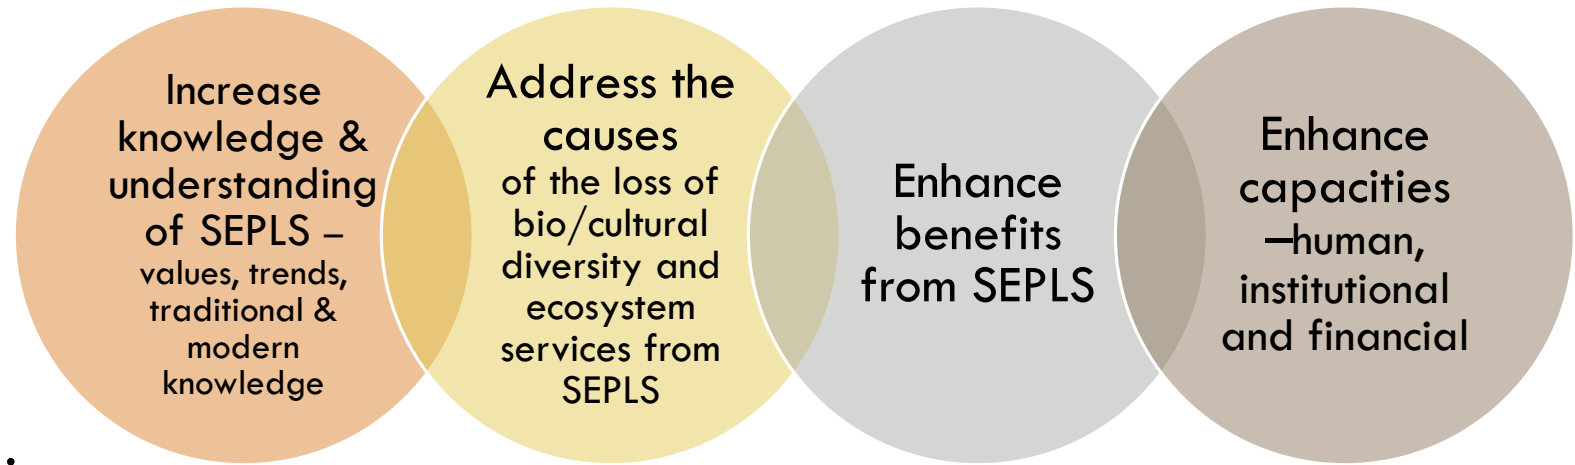 Increase
knowledge &
understanding
of SEPLS –
values, trends,
traditional &
modern
knowledge
Address the
causes
of the loss of
bio/cultural
diversity and
ecosystem
services from
SEPLS
Enhance
benefits
from SEPLS
Enhance
capacities
–human,
institutional
and financial
•